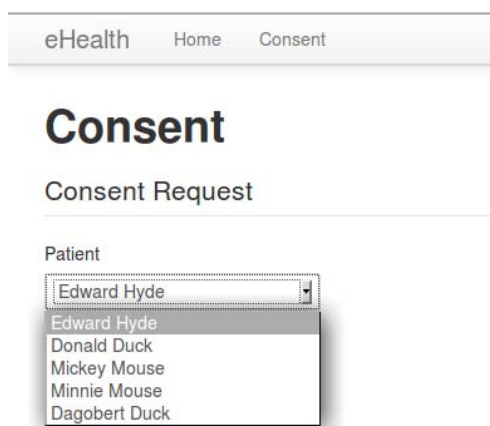 eHealth Home Consent
Consent
Consent Request
Patient
Edward Hyde
Edward Hyde
Donald Duck
Mickey Mouse
Minnie Mouse
Dagobert Duck